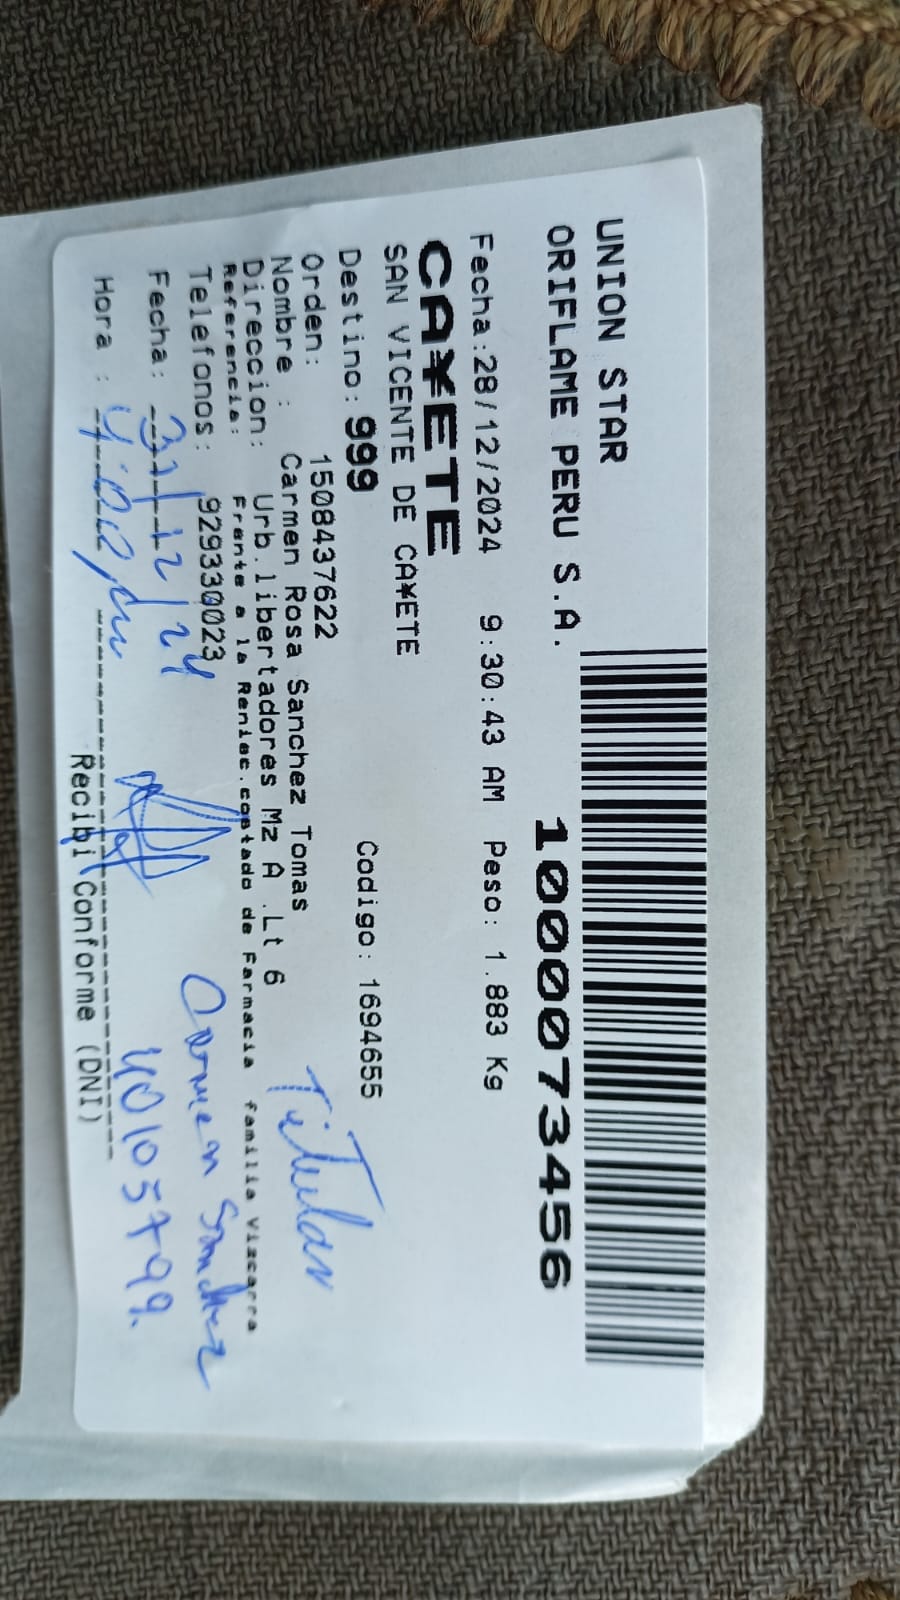 UNION STAR
ORIFLAME PERU S.A.
1000073456
Fecha:28/12/2024 9:30:43 AM Peso: 1.883 Kg
CA¥ETE
SAN VICENTE DE CA¥ETE
Destino: 999 Codigo: 1694655
Orden: 1508437622
Nombre : Carmen Rosa Sanchez Tomas
Titular
Direccion: Urb.libertadores Mz A .Lt 6
Referencia: Frente a la Reniec.costado de Farmacia familia Vizcarra
Telefonos: 929330023
Carmen Sanchez
Fecha: 31/12/24
40105799
Hora : 4:00 pm
Recibi Conforme (DNI)